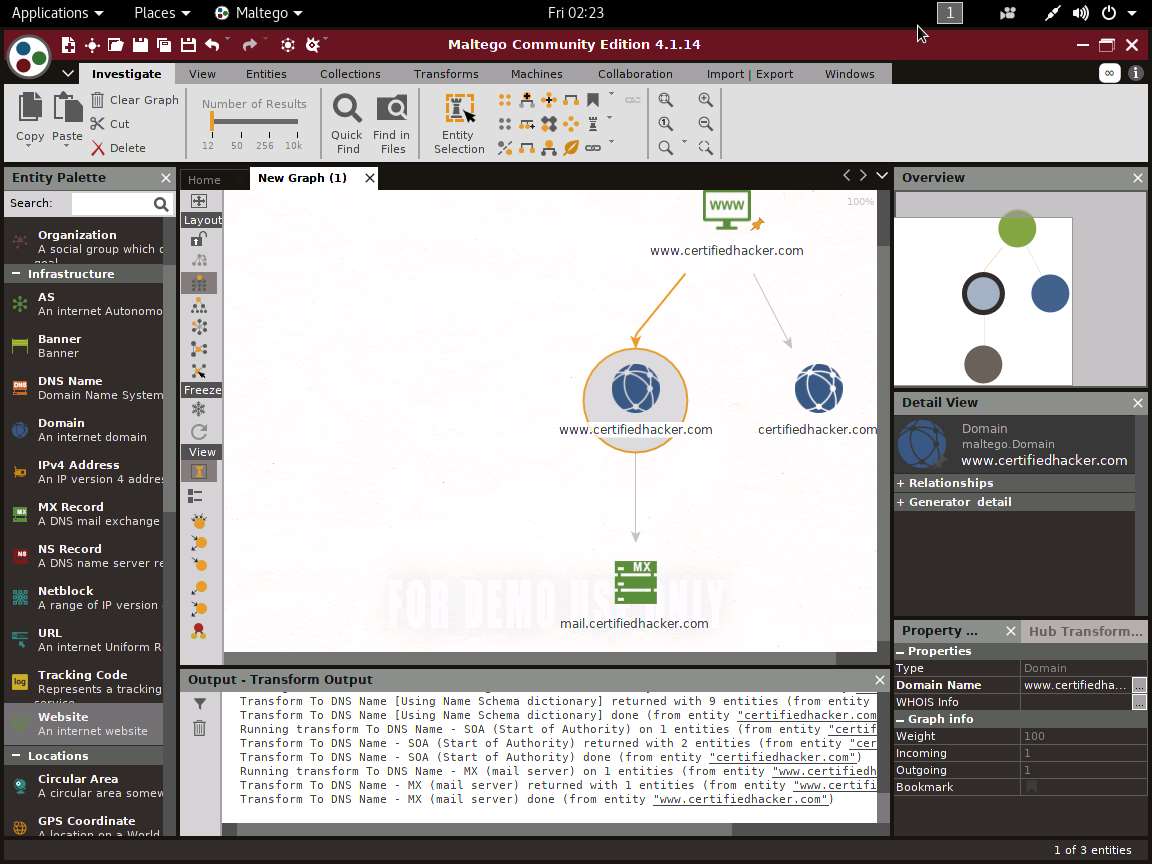 Applications Places Maltego Fri 02:23 1
Maltego Community Edition 4.1.14
Investigate View Entities Collections Transforms Machines Collaboration Import | Export Windows
Copy Paste
Clear Graph
Cut
Delete
Number of Results
12 50 256 10k
Quick Find
Find in Files
Entity Selection
Entity Palette
Search:
Organization
A social group which
Infrastructure
AS
An internet Autonomo
Banner
Banner
DNS Name
Domain Name System
Domain
An internet domain
IPv4 Address
An IP version 4 addre
MX Record
A DNS mail exchange
NS Record
A DNS name server re
Netblock
A range of IP version
URL
An internet Uniform R
Tracking Code
Represents a tracking
Website
An internet website
Locations
Circular Area
A circular area somew
GPS Coordinate
A location on a World
Home New Graph (1)
Layout
Freeze
View
100%
WWW
www.certifiedhacker.com
www.certifiedhacker.com
certifiedhacker.com
MX
mail.certifiedhacker.com
FOR DEMO USE ONLY
Output - Transform Output
Transform To DNS Name [Using Name Schema dictionary] returned with 9 entities (from entity
Transform To DNS Name [Using Name Schema dictionary] done (from entity "certifiedhacker.com
Running transform To DNS Name - SOA (Start of Authority) on 1 entities (from entity "certif
Transform To DNS Name - SOA (Start of Authority) returned with 2 entities (from entity "cer
Transform To DNS Name - SOA (Start of Authority) done (from entity "certifiedhacker.com")
Running transform To DNS Name - MX (mail server) on 1 entities (from entity "www.certifiedh
Transform To DNS Name - MX (mail server) returned with 1 entities (from entity "www.certifi
Transform To DNS Name - MX (mail server) done (from entity "www.certifiedhacker.com")
Overview
Detail View
Domain
maltego.Domain
www.certifiedhacker.com
+ Relationships
+ Generator detail
Property ... Hub Transform...
Properties
Type Domain
Domain Name www.certifiedha... ...
WHOIS Info ...
Graph info
Weight 100
Incoming 1
Outgoing 1
Bookmark
1 of 3 entities